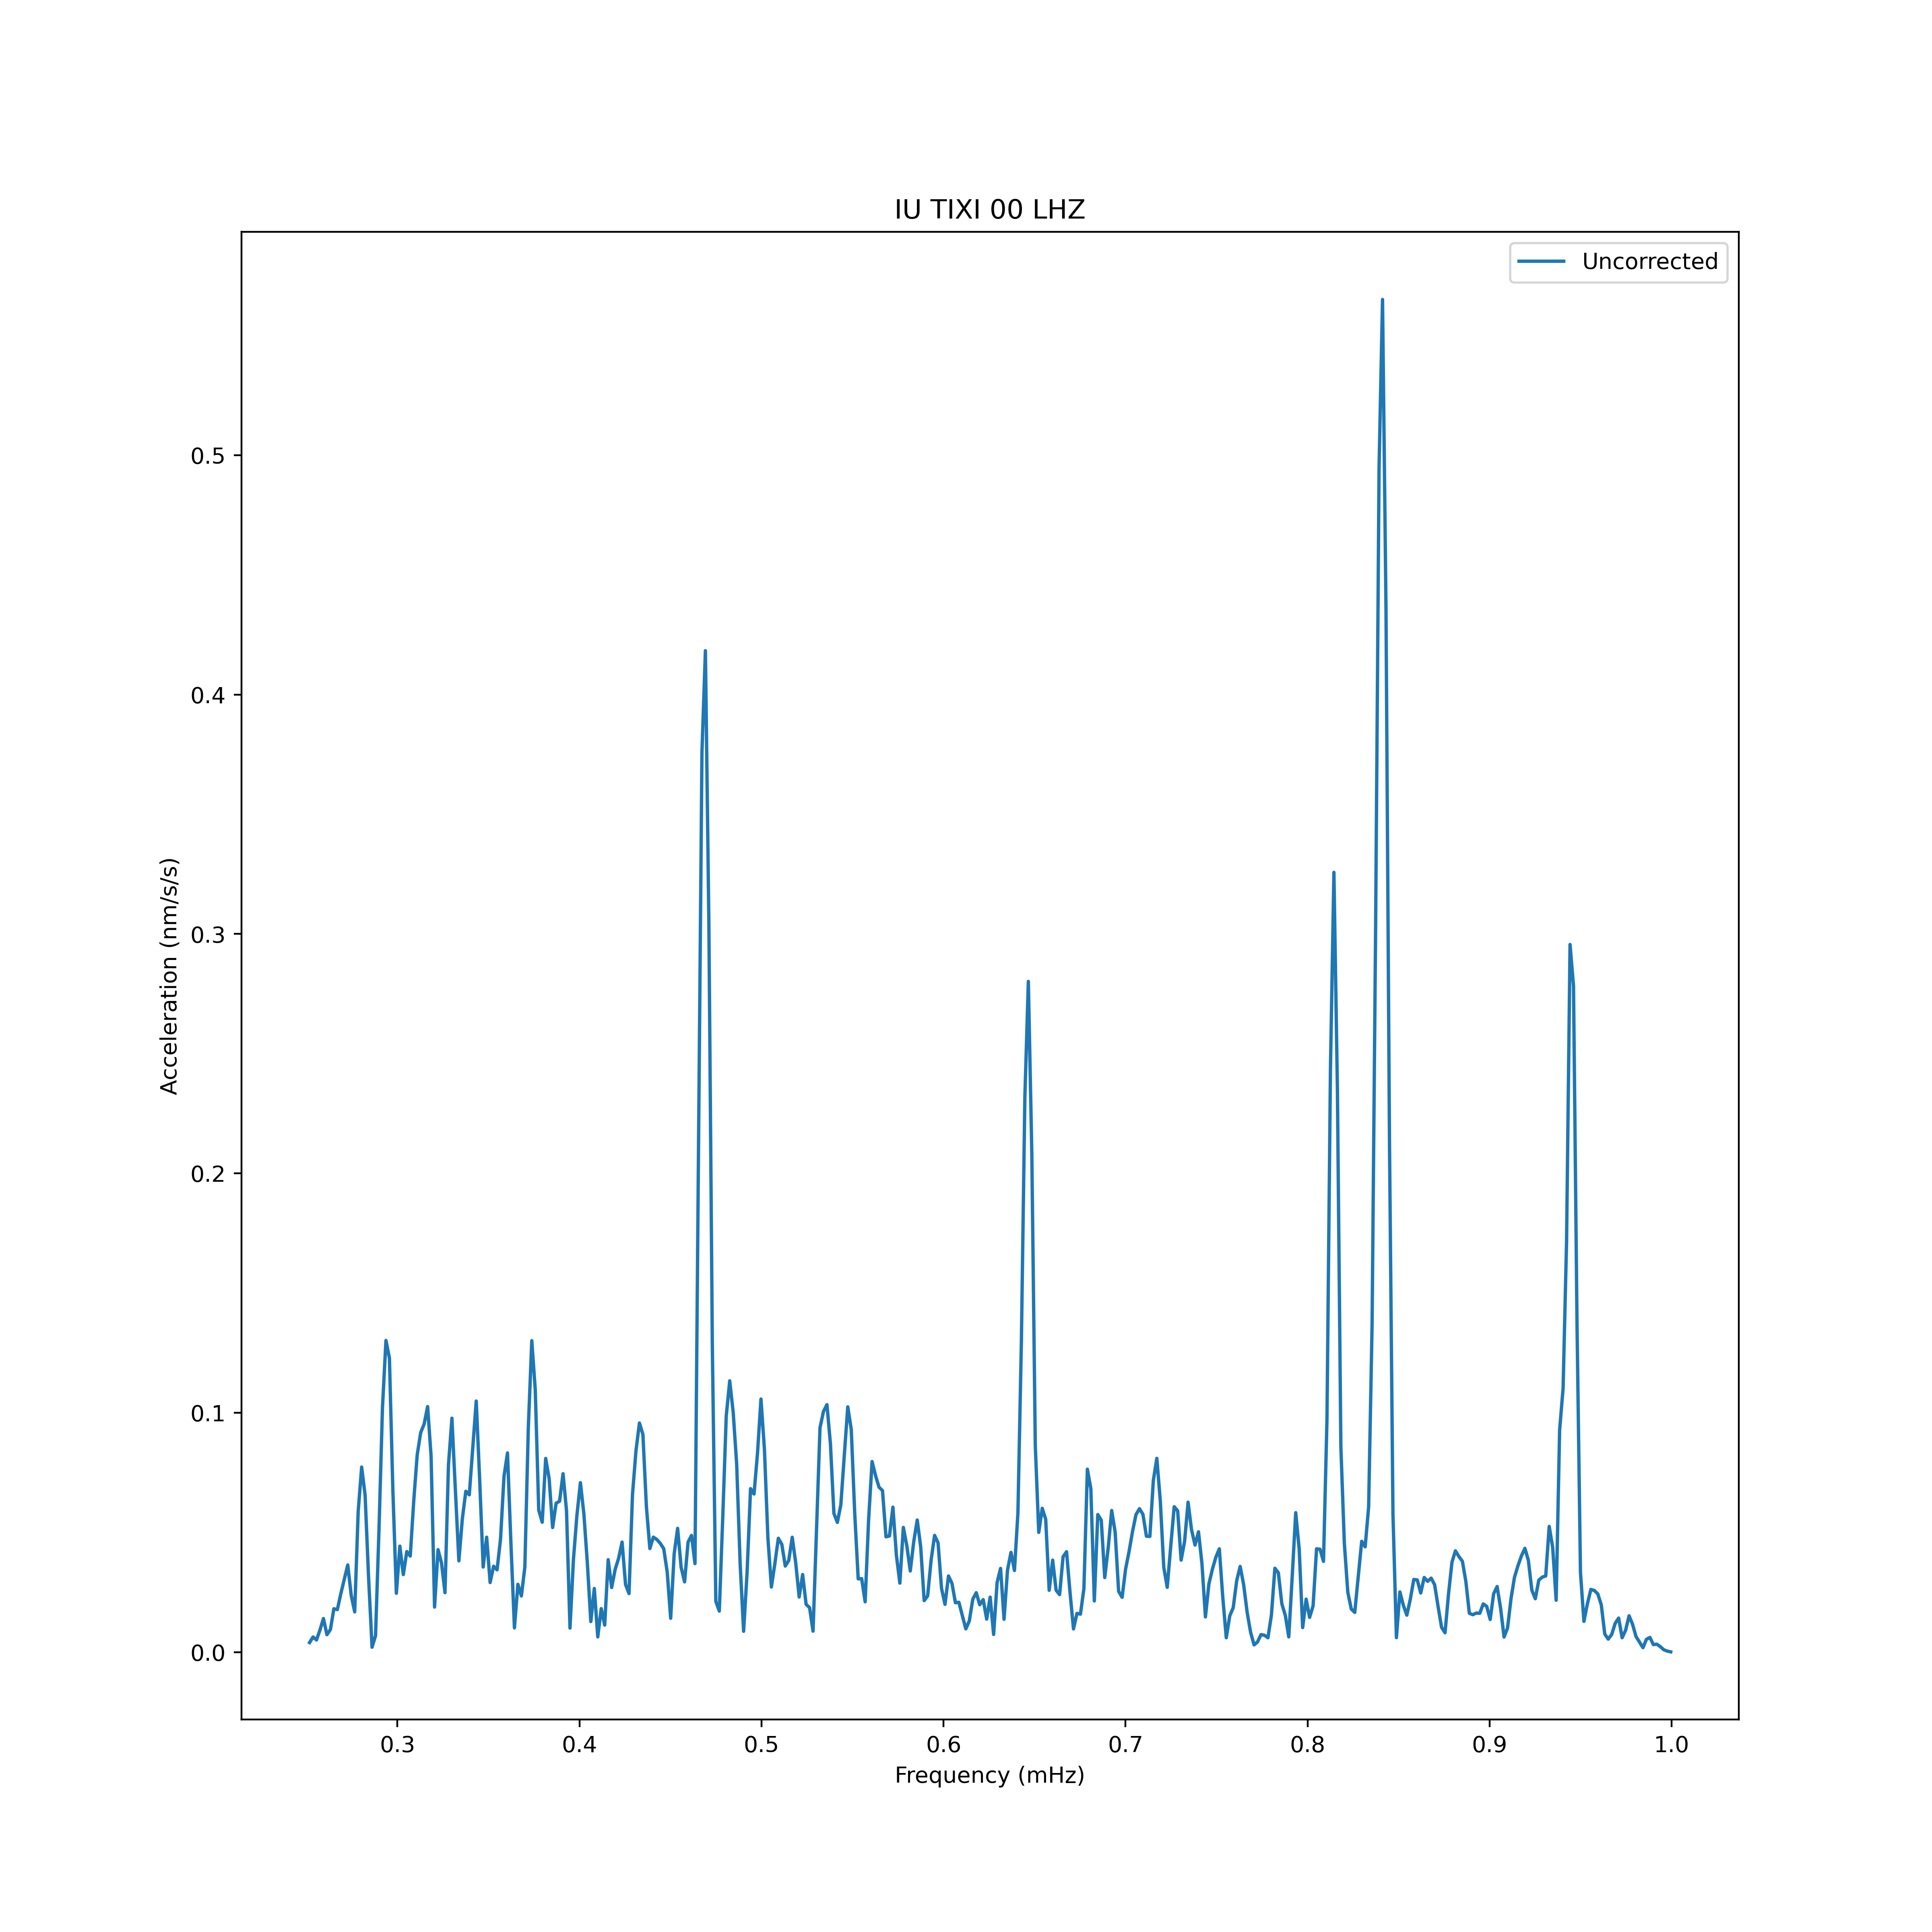 IU TIXI 00 LHZ
Uncorrected
Acceleration (nm/s/s)
0.5
0.4
0.3
0.2
0.1
0.0
0.3 0.4 0.5 0.6 0.7 0.8 0.9 1.0
Frequency (mHz)